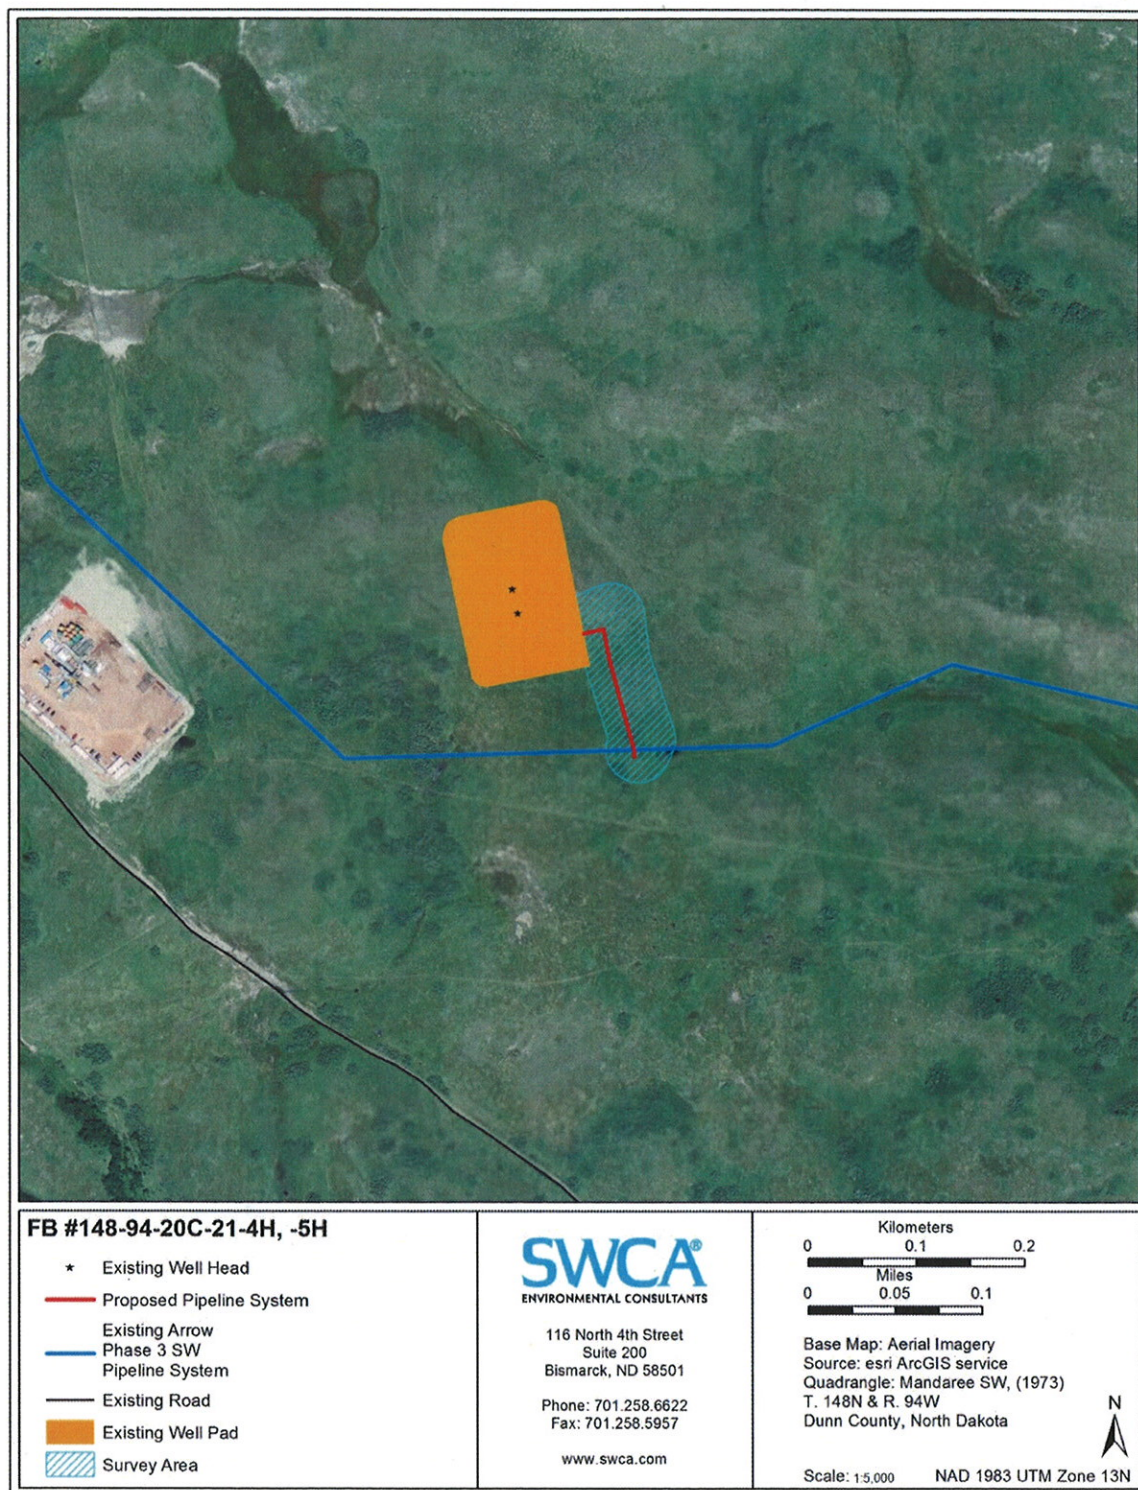 FB #148-94-20C-21-4H, -5H
Existing Well Head
Proposed Pipeline System
Existing Arrow
Phase 3 SW
Pipeline System
Existing Road
Existing Well Pad
Survey Area
SWCA®
ENVIRONMENTAL CONSULTANTS
116 North 4th Street
Suite 200
Bismarck, ND 58501
Phone: 701.258.6622
Fax: 701.258.5957
www.swca.com
Kilometers
0 0.1 0.2
Miles
0 0.05 0.1
Base Map: Aerial Imagery
Source: esri ArcGIS service
Quadrangle: Mandaree SW, (1973)
T. 148N & R. 94W
Dunn County, North Dakota
N
Scale: 1:5,000 NAD 1983 UTM Zone 13N